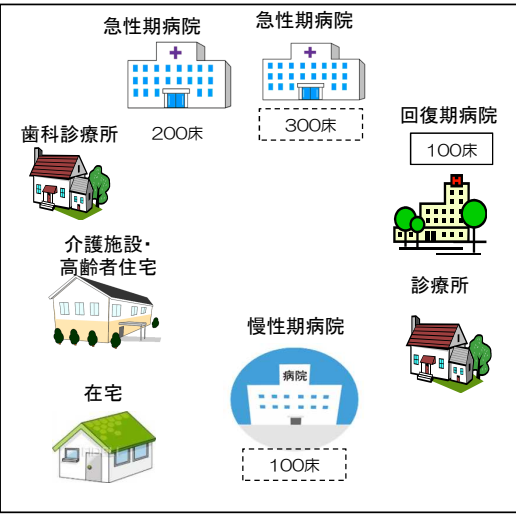 急性期病院
急性期病院
200床
300床
回復期病院
100床
H
歯科診療所
介護施設・
高齢者住宅
診療所
慢性期病院
病院
100床
在宅